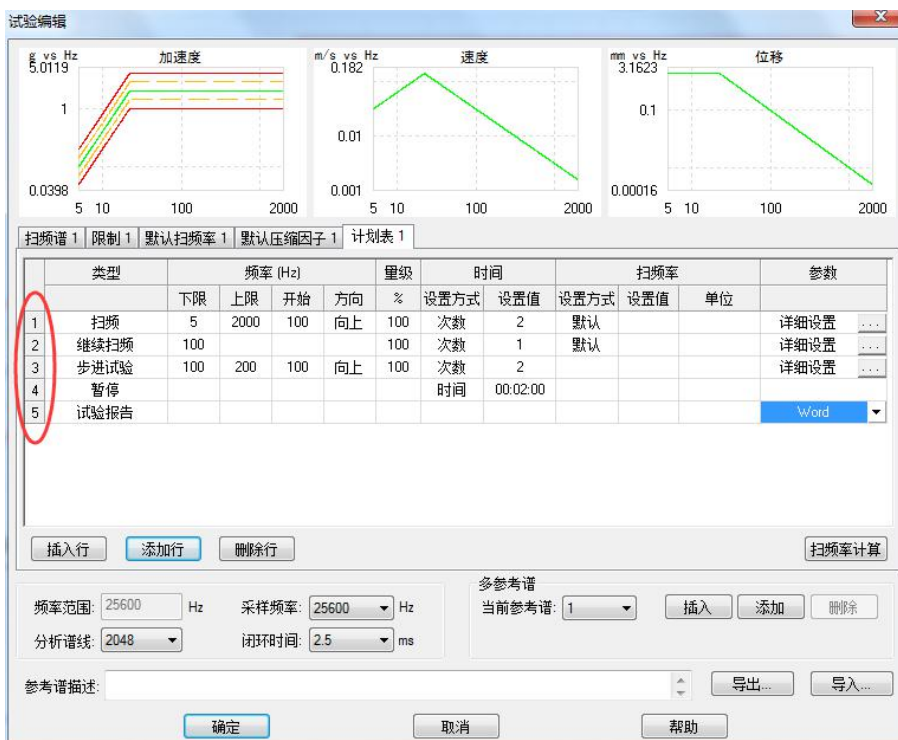 试验编辑
g vs Hz 加速度 m/s vs Hz 速度 mm vs Hz 位移
5.0119 0.182 3.1623
1 0.01 0.1
0.0398 0.001 0.00016
5 10 100 2000 5 10 100 2000 5 10 100 2000
扫频谱 1 限制 1 默认扫频率 1 默认压缩因子 1 计划表 1
类型 频率 (Hz) 量级 时间 扫频率 参数
下限 上限 开始 方向 % 设置方式 设置值 设置方式 设置值 单位
1 扫频 5 2000 100 向上 100 次数 2 默认 详细设置 ...
2 继续扫频 100 100 次数 1 默认 详细设置 ...
3 步进试验 100 200 100 向上 100 次数 2 详细设置 ...
4 暂停 时间 00:02:00
5 试验报告 Word
插入行 添加行 删除行 扫频率计算
多参考谱
频率范围: 25600 Hz 采样频率: 25600 Hz 当前参考谱: 1 插入 添加 删除
分析谱线: 2048 闭环时间: 2.5 ms
参考谱描述: 导出... 导入...
确定 取消 帮助